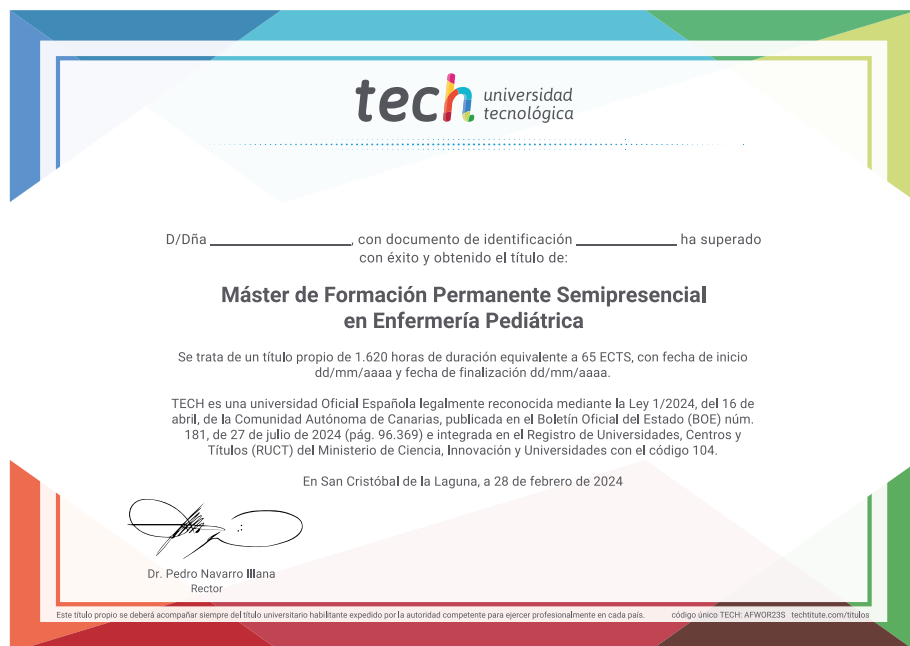 tech universidad
tecnológica
D/Dña ____________________, con documento de identificación ______________ ha superado
con éxito y obtenido el título de:
Máster de Formación Permanente Semipresencial
en Enfermería Pediátrica
Se trata de un título propio de 1.620 horas de duración equivalente a 65 ECTS, con fecha de inicio
dd/mm/aaaa y fecha de finalización dd/mm/aaaa.
TECH es una universidad Oficial Española legalmente reconocida mediante la Ley 1/2024, del 16 de
abril, de la Comunidad Autónoma de Canarias, publicada en el Boletín Oficial del Estado (BOE) núm.
181, de 27 de julio de 2024 (pág. 96.369) e integrada en el Registro de Universidades, Centros y
Títulos (RUCT) del Ministerio de Ciencia, Innovación y Universidades con el código 104.
En San Cristóbal de la Laguna, a 28 de febrero de 2024
Dr. Pedro Navarro Illana
Rector
Este título propio se deberá acompañar siempre del título universitario habilitante expedido por la autoridad competente para ejercer profesionalmente en cada país. código único TECH: AFWOR23S techtitute.com/titulos